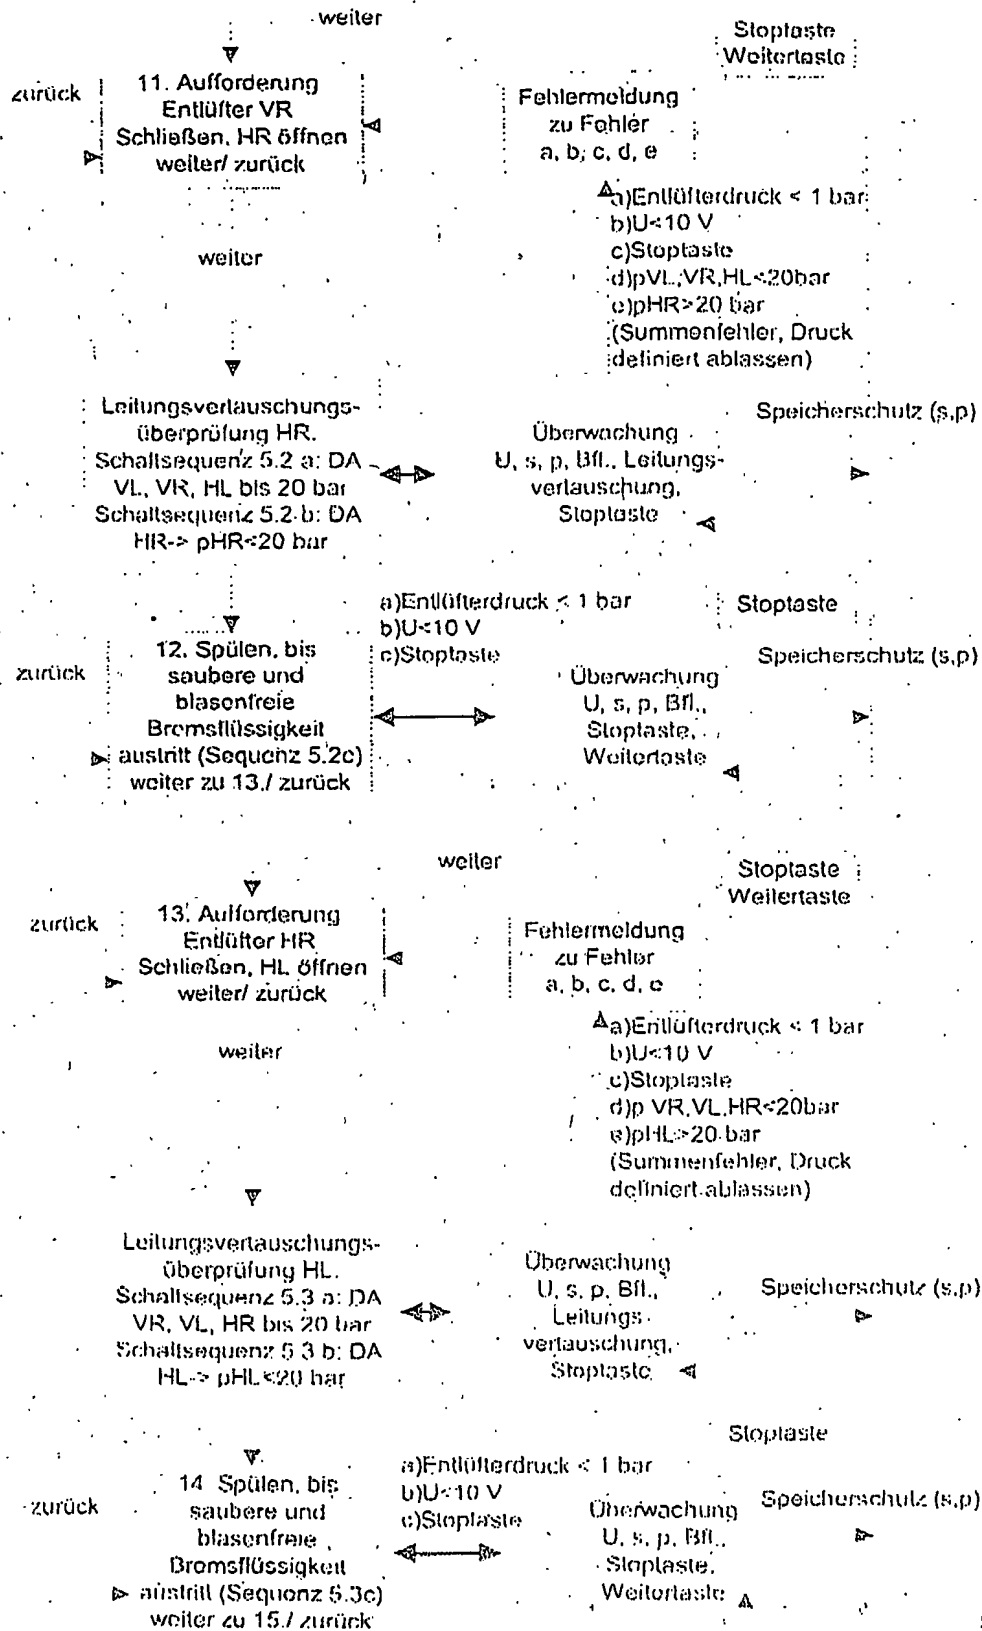 weiter
Stoptaste
Weitertaste
zurück
11. Aufforderung
Entlüfter VR
Schließen, HR öffnen
weiter/ zurück
Fehlermeldung
zu Fehler
a, b, c, d, e
a)Entlüfterdruck < 1 bar
b)U<10 V
c)Stoptaste
d)pVL,VR,HL<20bar
e)pHR>20 bar
(Summenfehler, Druck
definiert ablassen)
weiter
Leitungsvertauschungs-
überprüfung HR.
Schaltsequenz 5.2 a: DA
VL, VR, HL bis 20 bar
Schaltsequenz 5.2 b: DA
HR-> pHR<20 bar
Überwachung
U, s, p, Bfl., Leitungs-
vertauschung,
Stoptaste
Speicherschutz (s,p)
a)Entlüfterdruck < 1 bar
b)U<10 V
c)Stoptaste
Stoptaste
zurück
12. Spülen, bis
saubere und
blasenfreie
Bremsflüssigkeit
austritt (Sequenz 5.2c)
weiter zu 13./ zurück
Überwachung
U, s, p, Bfl.,
Stoptaste,
Weitertaste
Speicherschutz (s,p)
weiter
Stoptaste
Weitertaste
zurück
13. Aufforderung
Entlüfter HR
Schließen, HL öffnen
weiter/ zurück
Fehlermeldung
zu Fehler
a, b, c, d, e
a)Entlüfterdruck < 1 bar
b)U<10 V
c)Stoptaste
d)p VR,VL,HR<20bar
e)pHL>20 bar
(Summenfehler, Druck
definiert ablassen)
weiter
Leitungsvertauschungs-
überprüfung HL.
Schaltsequenz 5.3 a: DA
VR, VL, HR bis 20 bar
Schaltsequenz 5 3 b: DA
HL-> pHL<20 bar
Überwachung
U, s, p, Bfl.,
Leitungs-
vertauschung,
Stoptaste
Speicherschutz (s,p)
Stoptaste
a)Entlüfterdruck < 1 bar
b)U<10 V
c)Stoptaste
zurück
14 Spülen, bis
saubere und
blasenfreie
Bremsflüssigkeit
austritt (Sequenz 5.3c)
weiter zu 15./ zurück
Überwachung
U, s, p, Bfl.,
Stoptaste,
Weitertaste
Speicherschutz (s,p)